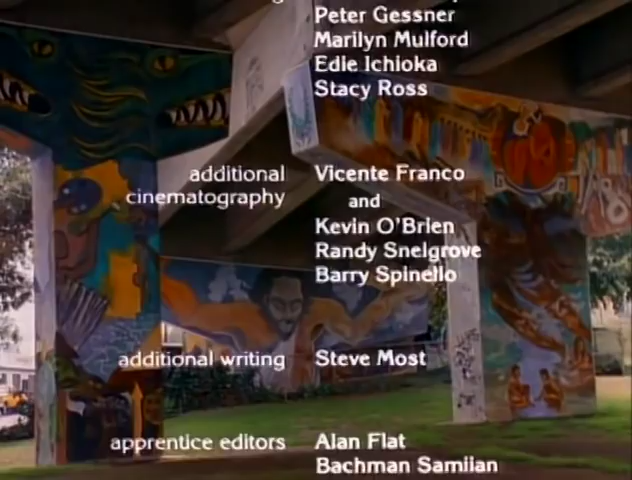 Peter Gessner
Marilyn Mulford
Edie Ichioka
Stacy Ross
additional cinematography Vicente Franco
and
Kevin O'Brien
Randy Snelgrove
Barry Spinello
additional writing Steve Most
apprentice editors Alan Flat
Bachman Samiian